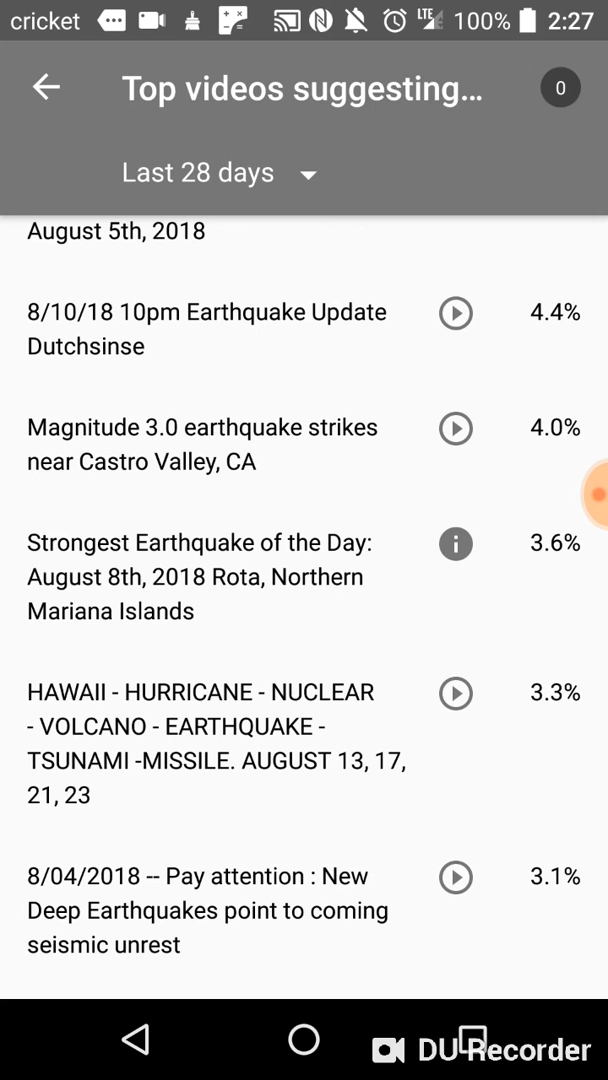 cricket LTE 100% 2:27
Top videos suggesting... 0
Last 28 days
August 5th, 2018
8/10/18 10pm Earthquake Update 4.4%
Dutchsinse
Magnitude 3.0 earthquake strikes 4.0%
near Castro Valley, CA
Strongest Earthquake of the Day: 3.6%
August 8th, 2018 Rota, Northern
Mariana Islands
HAWAII - HURRICANE - NUCLEAR 3.3%
- VOLCANO - EARTHQUAKE -
TSUNAMI -MISSILE. AUGUST 13, 17,
21, 23
8/04/2018 -- Pay attention : New 3.1%
Deep Earthquakes point to coming
seismic unrest
DU Recorder